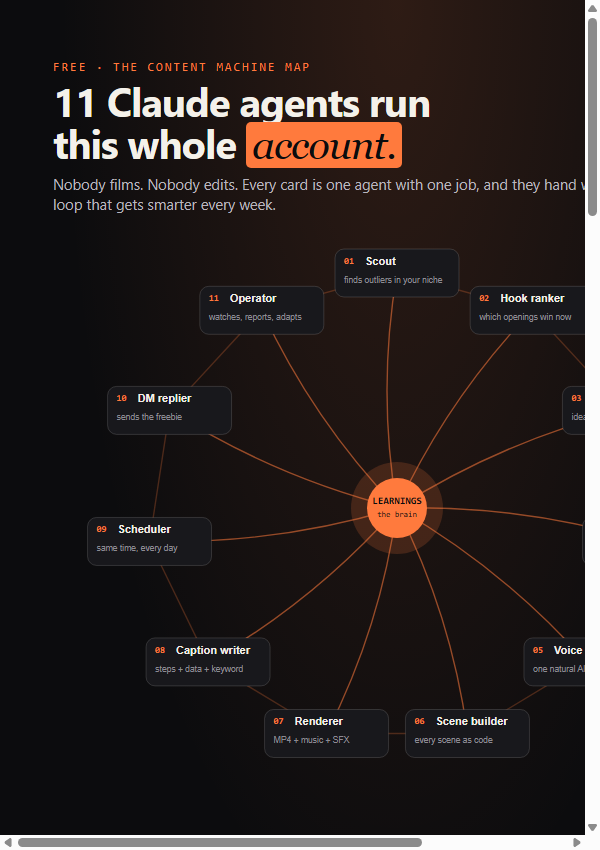 FREE · THE CONTENT MACHINE MAP
11 Claude agents run
this whole account.
Nobody films. Nobody edits. Every card is one agent with one job, and they hand
loop that gets smarter every week.
01 Scout
finds outliers in your niche
11 Operator
watches, reports, adapts
02 Hook ranker
which openings win now
10 DM replier
sends the freebie
03
LEARNINGS
the brain
09 Scheduler
same time, every day
08 Caption writer
steps + data + keyword
05 Voice
one natural
07 Renderer
MP4 + music + SFX
06 Scene builder
every scene as code